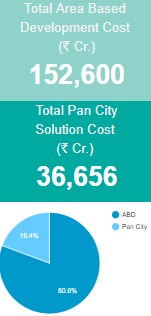 Total Area Based
Development Cost
(₹ Cr.)
152,600
Total Pan City
Solution Cost
(₹ Cr.)
36,656
ABD
Pan City
19.4%
80.6%